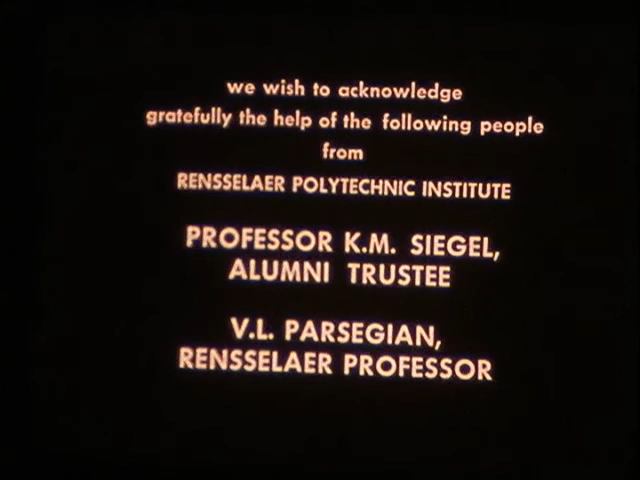 we wish to acknowledge
gratefully the help of the following people
from
RENSSELAER POLYTECHNIC INSTITUTE
PROFESSOR K.M. SIEGEL,
ALUMNI TRUSTEE
V.L. PARSEGIAN,
RENSSELAER PROFESSOR